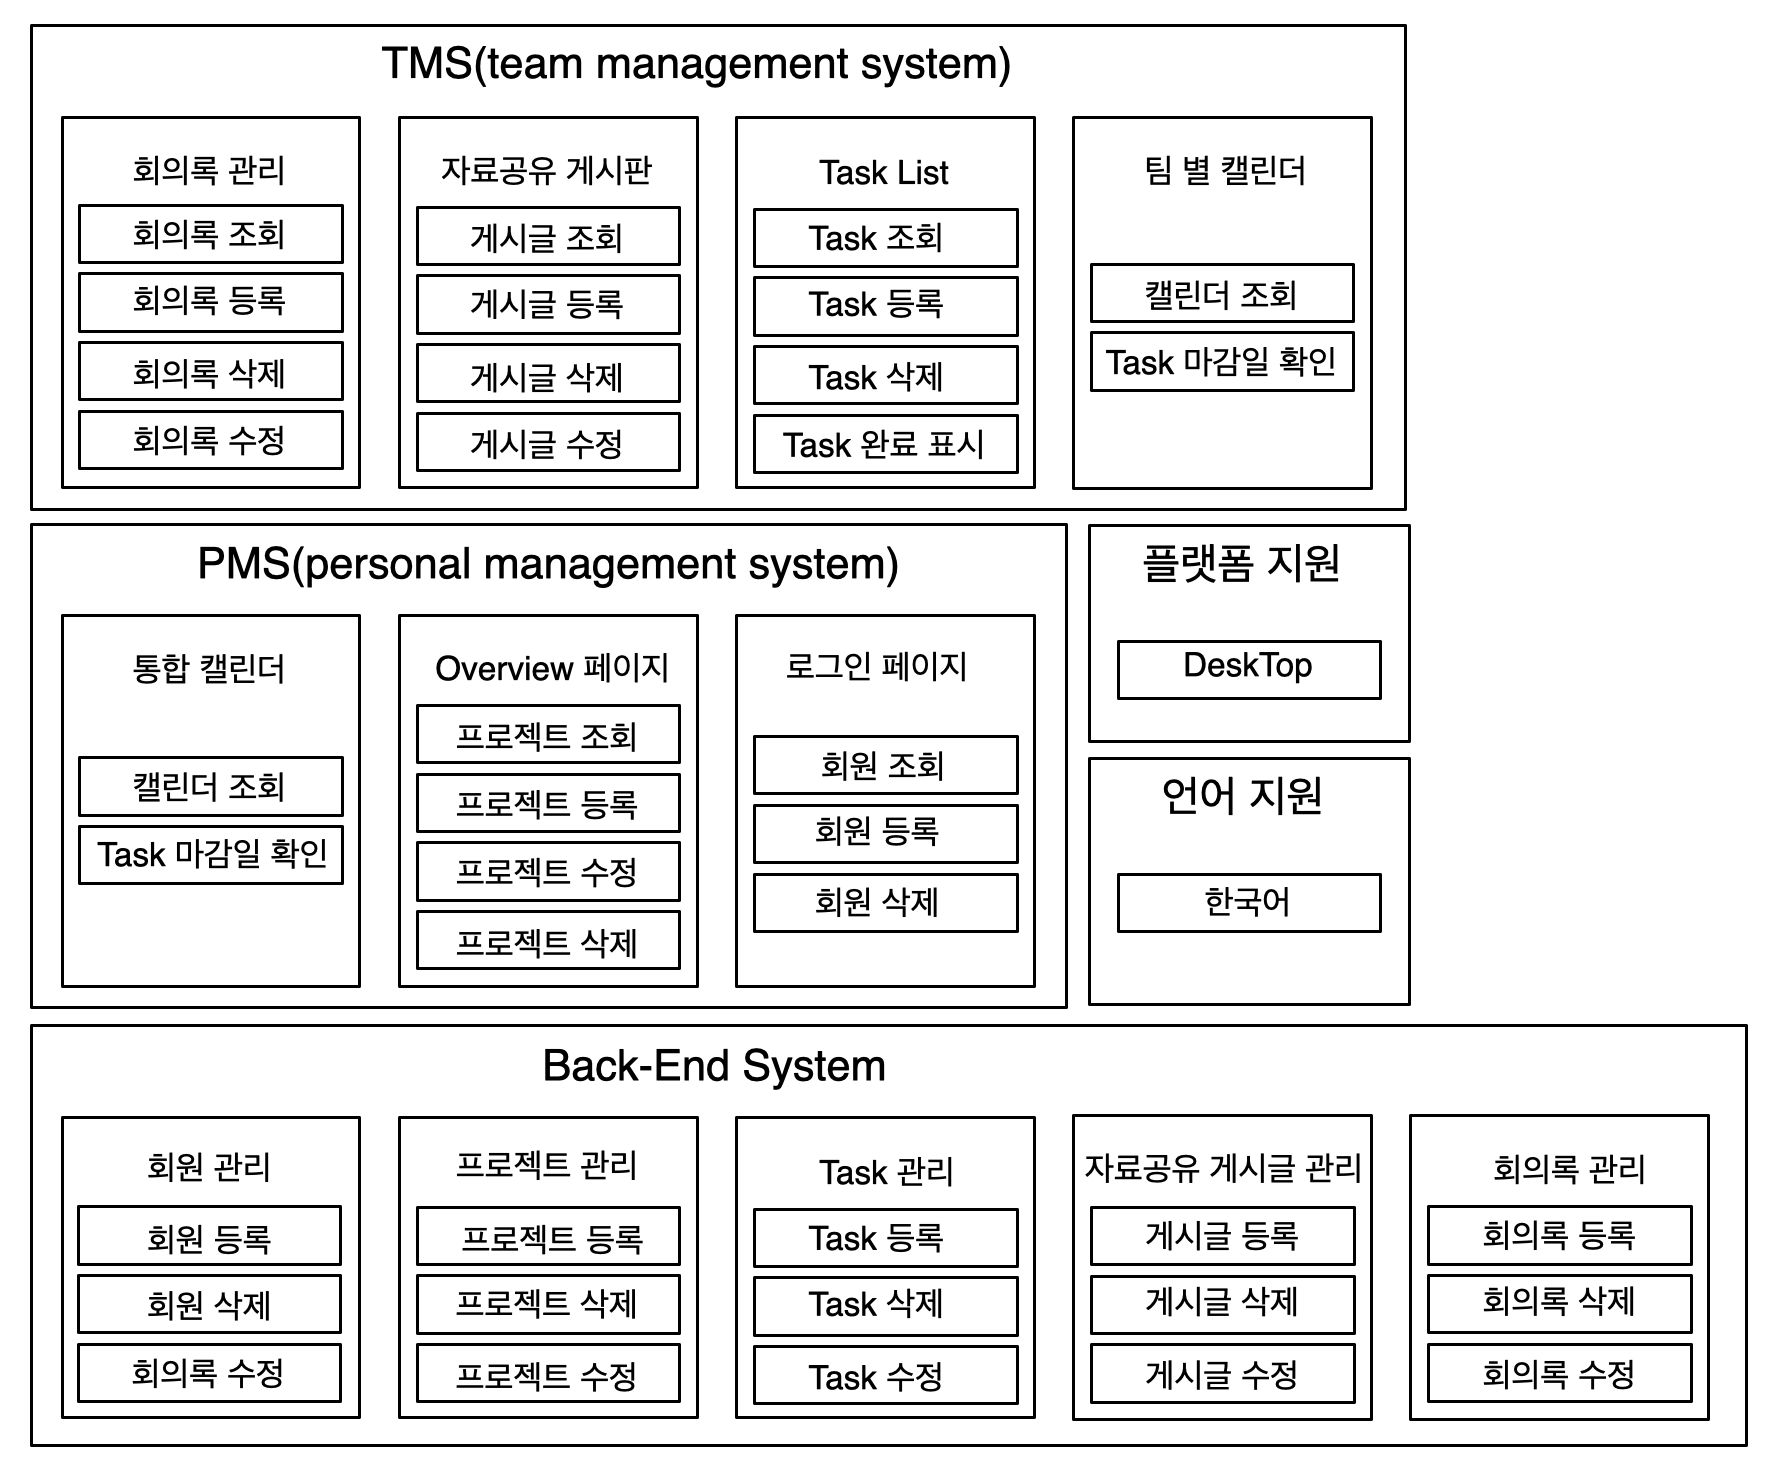 TMS(team management system)
회의록 관리
회의록 조회
회의록 등록
회의록 삭제
회의록 수정
자료공유 게시판
게시글 조회
게시글 등록
게시글 삭제
게시글 수정
Task List
Task 조회
Task 등록
Task 삭제
Task 완료 표시
팀 별 캘린더
캘린더 조회
Task 마감일 확인
PMS(personal management system)
통합 캘린더
캘린더 조회
Task 마감일 확인
Overview 페이지
프로젝트 조회
프로젝트 등록
프로젝트 수정
프로젝트 삭제
로그인 페이지
회원 조회
회원 등록
회원 삭제
플랫폼 지원
DeskTop
언어 지원
한국어
Back-End System
회원 관리
회원 등록
회원 삭제
회의록 수정
프로젝트 관리
프로젝트 등록
프로젝트 삭제
프로젝트 수정
Task 관리
Task 등록
Task 삭제
Task 수정
자료공유 게시글 관리
게시글 등록
게시글 삭제
게시글 수정
회의록 관리
회의록 등록
회의록 삭제
회의록 수정